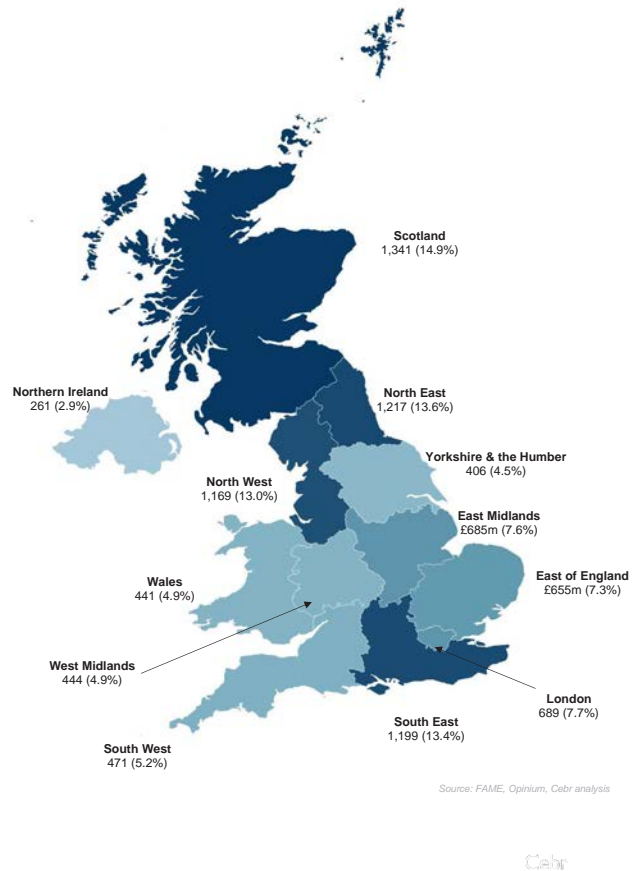 Scotland
1,341 (14.9%)
Northern Ireland
261 (2.9%)
North East
1,217 (13.6%)
Yorkshire & the Humber
406 (4.5%)
North West
1,169 (13.0%)
East Midlands
£685m (7.6%)
Wales
441 (4.9%)
East of England
£655m (7.3%)
West Midlands
444 (4.9%)
London
689 (7.7%)
South East
1,199 (13.4%)
South West
471 (5.2%)
Source: FAME, Opinium, Cebr analysis
Cebr